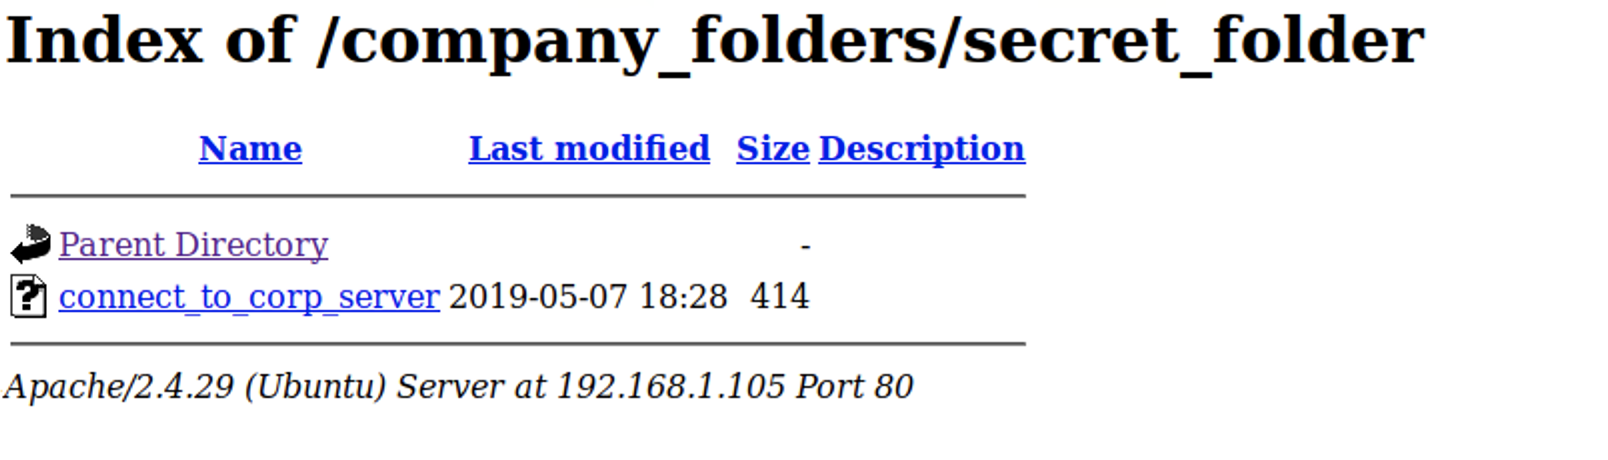 Index of /company_folders/secret_folder
Name Last modified Size Description
Parent Directory -
connect_to_corp_server 2019-05-07 18:28 414
Apache/2.4.29 (Ubuntu) Server at 192.168.1.105 Port 80